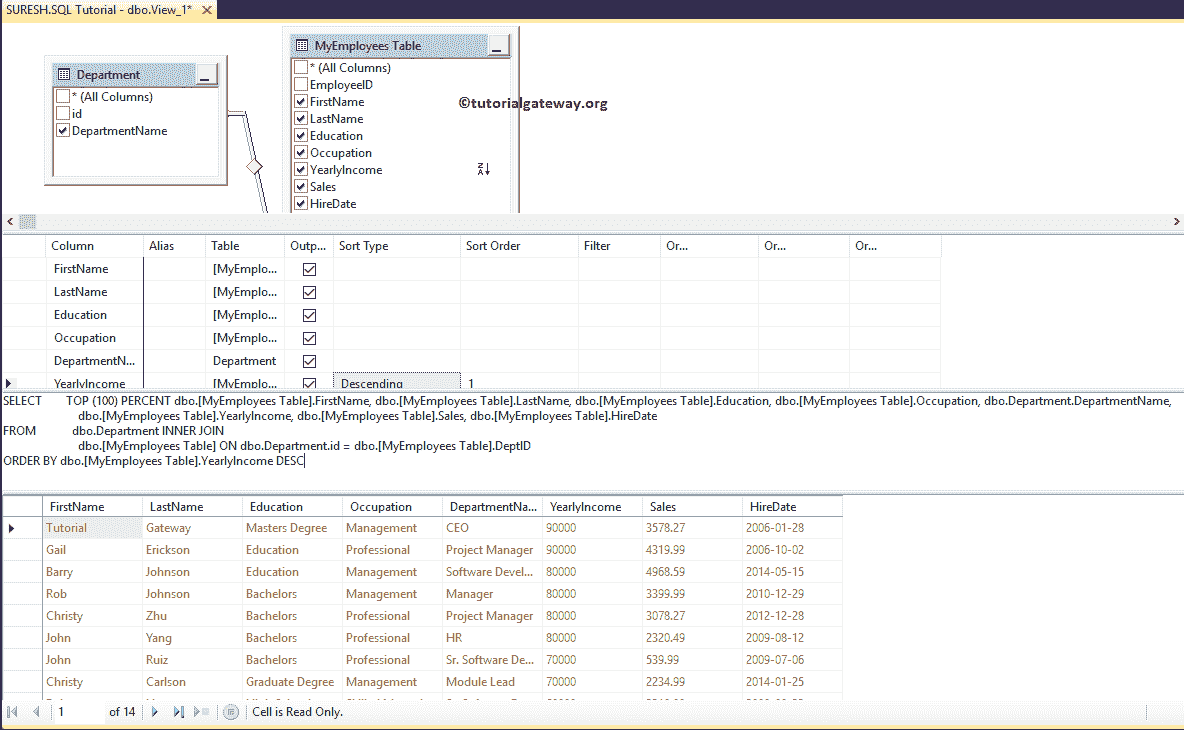 SURESH.SQL Tutorial - dbo.View_1* ✕
MyEmployees Table
* (All Columns)
EmployeeID
FirstName
LastName
Education
Occupation
YearlyIncome
Sales
HireDate
Department
* (All Columns)
id
DepartmentName
©tutorialgateway.org
Column Alias Table Outp... Sort Type Sort Order Filter Or... Or... Or...
FirstName [MyEmplo...
LastName [MyEmplo...
Education [MyEmplo...
Occupation [MyEmplo...
DepartmentN... Department
YearlyIncome [MyEmplo... Descending 1
SELECT TOP (100) PERCENT dbo.[MyEmployees Table].FirstName, dbo.[MyEmployees Table].LastName, dbo.[MyEmployees Table].Education, dbo.[MyEmployees Table].Occupation, dbo.Department.DepartmentName,
dbo.[MyEmployees Table].YearlyIncome, dbo.[MyEmployees Table].Sales, dbo.[MyEmployees Table].HireDate
FROM dbo.Department INNER JOIN
dbo.[MyEmployees Table] ON dbo.Department.id = dbo.[MyEmployees Table].DeptID
ORDER BY dbo.[MyEmployees Table].YearlyIncome DESC
FirstName LastName Education Occupation DepartmentNa... YearlyIncome Sales HireDate
Tutorial Gateway Masters Degree Management CEO 90000 3578.27 2006-01-28
Gail Erickson Education Professional Project Manager 90000 4319.99 2006-10-02
Barry Johnson Education Management Software Devel... 80000 4968.59 2014-05-15
Rob Johnson Bachelors Management Manager 80000 3399.99 2010-12-29
Christy Zhu Bachelors Professional Project Manager 80000 3078.27 2012-12-28
John Yang Bachelors Professional HR 80000 2320.49 2009-08-12
John Ruiz Bachelors Professional Sr. Software De... 70000 539.99 2009-07-06
Christy Carlson Graduate Degree Management Module Lead 70000 2234.99 2014-01-25
1 of 14 Cell is Read Only.